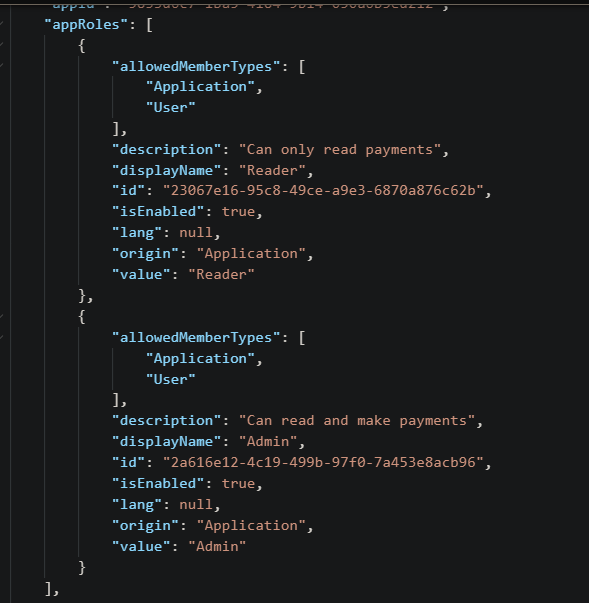 "appRoles": [
{
"allowedMemberTypes": [
"Application",
"User"
],
"description": "Can only read payments",
"displayName": "Reader",
"id": "23067e16-95c8-49ce-a9e3-6870a876c62b",
"isEnabled": true,
"lang": null,
"origin": "Application",
"value": "Reader"
},
{
"allowedMemberTypes": [
"Application",
"User"
],
"description": "Can read and make payments",
"displayName": "Admin",
"id": "2a616e12-4c19-499b-97f0-7a453e8acb96",
"isEnabled": true,
"lang": null,
"origin": "Application",
"value": "Admin"
}
],